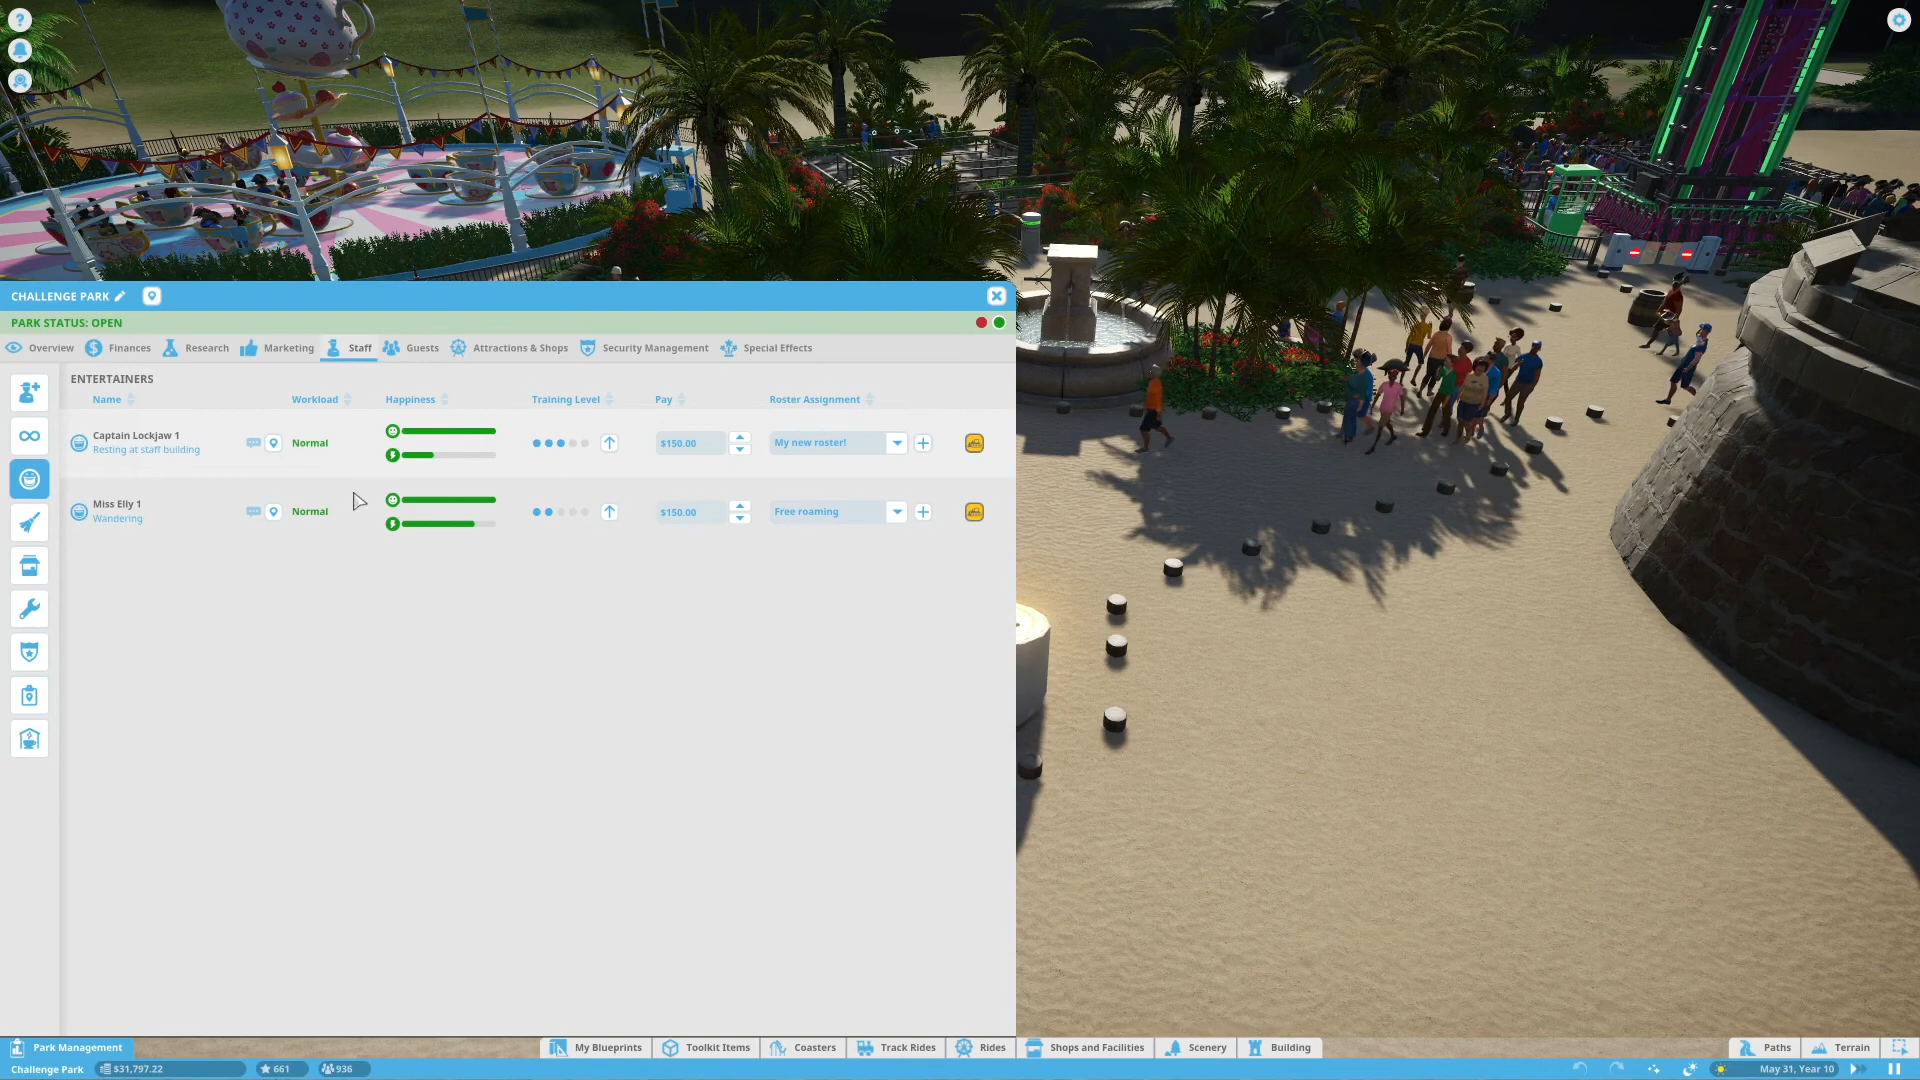 ?
CHALLENGE PARK
PARK STATUS: OPEN
Overview
Finances
Research
Marketing
Staff
Guests
Attractions & Shops
Security Management
Special Effects
ENTERTAINERS
Name
Workload
Happiness
Training Level
Pay
Roster Assignment
Captain Lockjaw 1
Resting at staff building
Normal
$150.00
My new roster!
Miss Elly 1
Wandering
Normal
$150.00
Free roaming
Park Management
My Blueprints
Toolkit Items
Coasters
Track Rides
Rides
Shops and Facilities
Scenery
Building
Paths
Terrain
Challenge Park
$31,797.22
661
936
May 31, Year 10